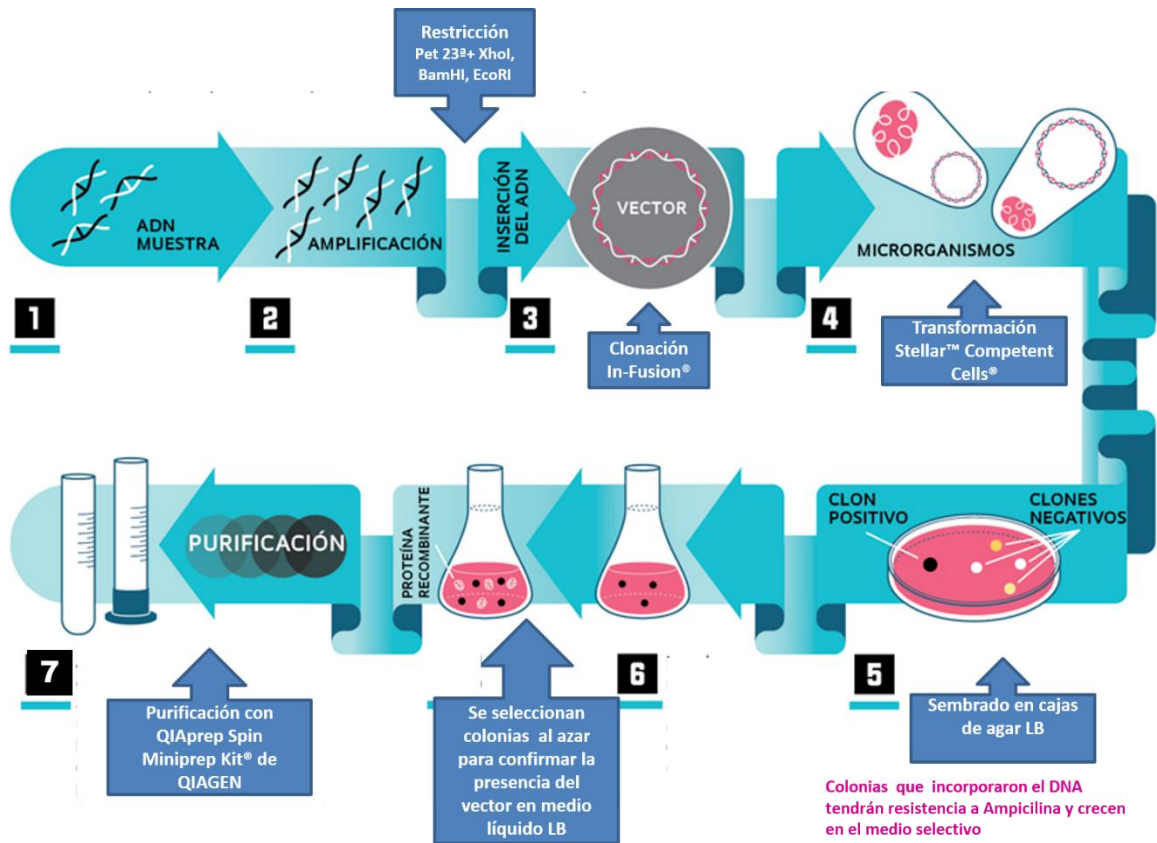 Restricción
Pet 23ª+ XhoI,
BamHI, EcoRI
ADN
MUESTRA
AMPLIFICACIÓN
INSERCIÓN
DEL ADN
VECTOR
MICRORGANISMOS
1
2
3
4
Clonación
In-Fusion®
Transformación
Stellar™ Competent
Cells®
CLON
POSITIVO
CLONES
NEGATIVOS
PROTEÍNA
RECOMBINANTE
PURIFICACIÓN
7
6
5
Purificación con
QIAprep Spin
Miniprep Kit® de
QIAGEN
Se seleccionan
colonias al azar
para confirmar la
presencia del
vector en medio
líquido LB
Sembrado en cajas
de agar LB
Colonias que incorporaron el DNA
tendrán resistencia a Ampicilina y crecen
en el medio selectivo